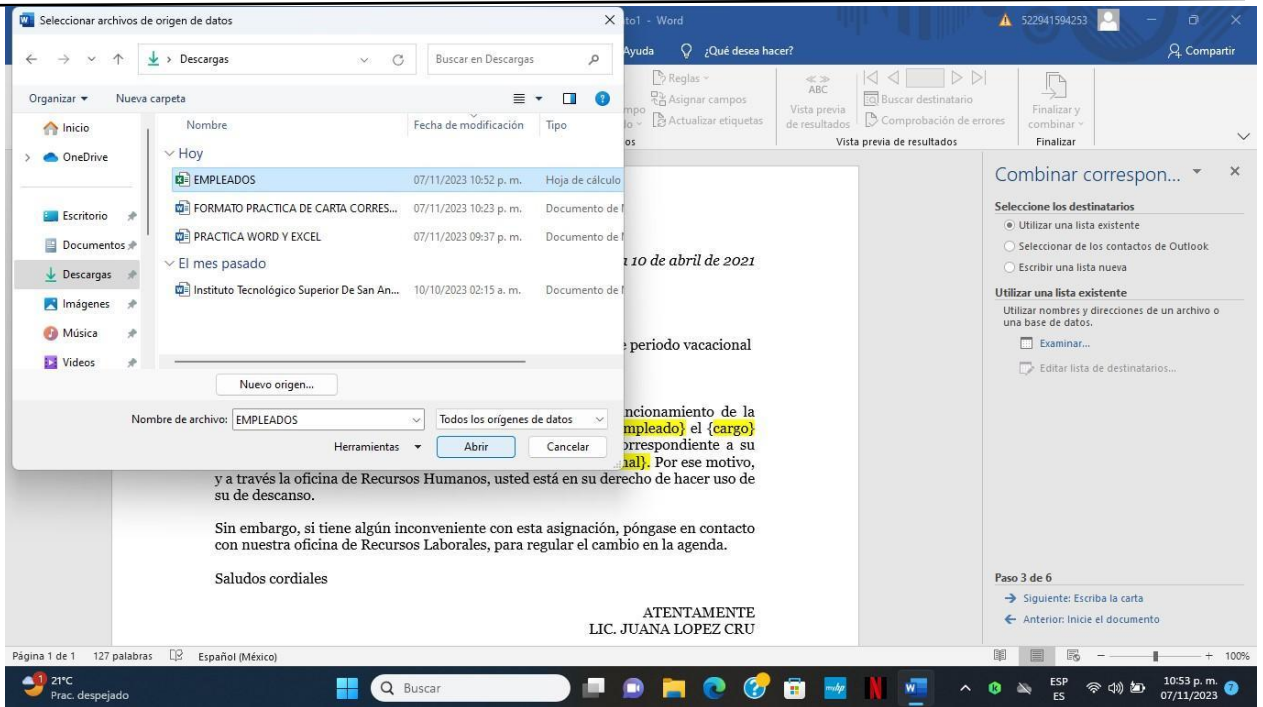 Seleccionar archivos de origen de datos
to1 - Word
522941594253
Descargas
Buscar en Descargas
Ayuda
¿Qué desea hacer?
Compartir
Organizar
Nueva carpeta
Reglas
Asignar campos
Actualizar etiquetas
ABC
Vista previa
de resultados
Buscar destinatario
Comprobación de errores
Vista previa de resultados
Finalizar y
combinar
Finalizar
Inicio
OneDrive
Escritorio
Documentos
Descargas
Imágenes
Música
Videos
Nombre
Fecha de modificación
Tipo
Hoy
EMPLEADOS 07/11/2023 10:52 p. m. Hoja de cálculo
FORMATO PRACTICA DE CARTA CORRES... 07/11/2023 10:23 p. m. Documento de
PRACTICA WORD Y EXCEL 07/11/2023 09:37 p. m. Documento de
El mes pasado
Instituto Tecnológico Superior De San An... 10/10/2023 02:15 a. m. Documento de
Nuevo origen...
Nombre de archivo: EMPLEADOS
Todos los orígenes de datos
Herramientas
Abrir
Cancelar
10 de abril de 2021
periodo vacacional
ncionamiento de la
mpleado} el {cargo}
orrespondiente a su
nal}. Por ese motivo,
y a través la oficina de Recursos Humanos, usted está en su derecho de hacer uso de
su de descanso.
Sin embargo, si tiene algún inconveniente con esta asignación, póngase en contacto
con nuestra oficina de Recursos Laborales, para regular el cambio en la agenda.
Saludos cordiales
ATENTAMENTE
LIC. JUANA LOPEZ CRU
Combinar correspon...
Seleccione los destinatarios
Utilizar una lista existente
Seleccionar de los contactos de Outlook
Escribir una lista nueva
Utilizar una lista existente
Utilizar nombres y direcciones de un archivo o
una base de datos.
Examinar...
Editar lista de destinatarios...
Paso 3 de 6
Siguiente: Escriba la carta
Anterior: Inicie el documento
Página 1 de 1 127 palabras Español (México)
100%
1
21°C
Prac. despejado
Buscar
ESP
ES
10:53 p. m.
07/11/2023
7